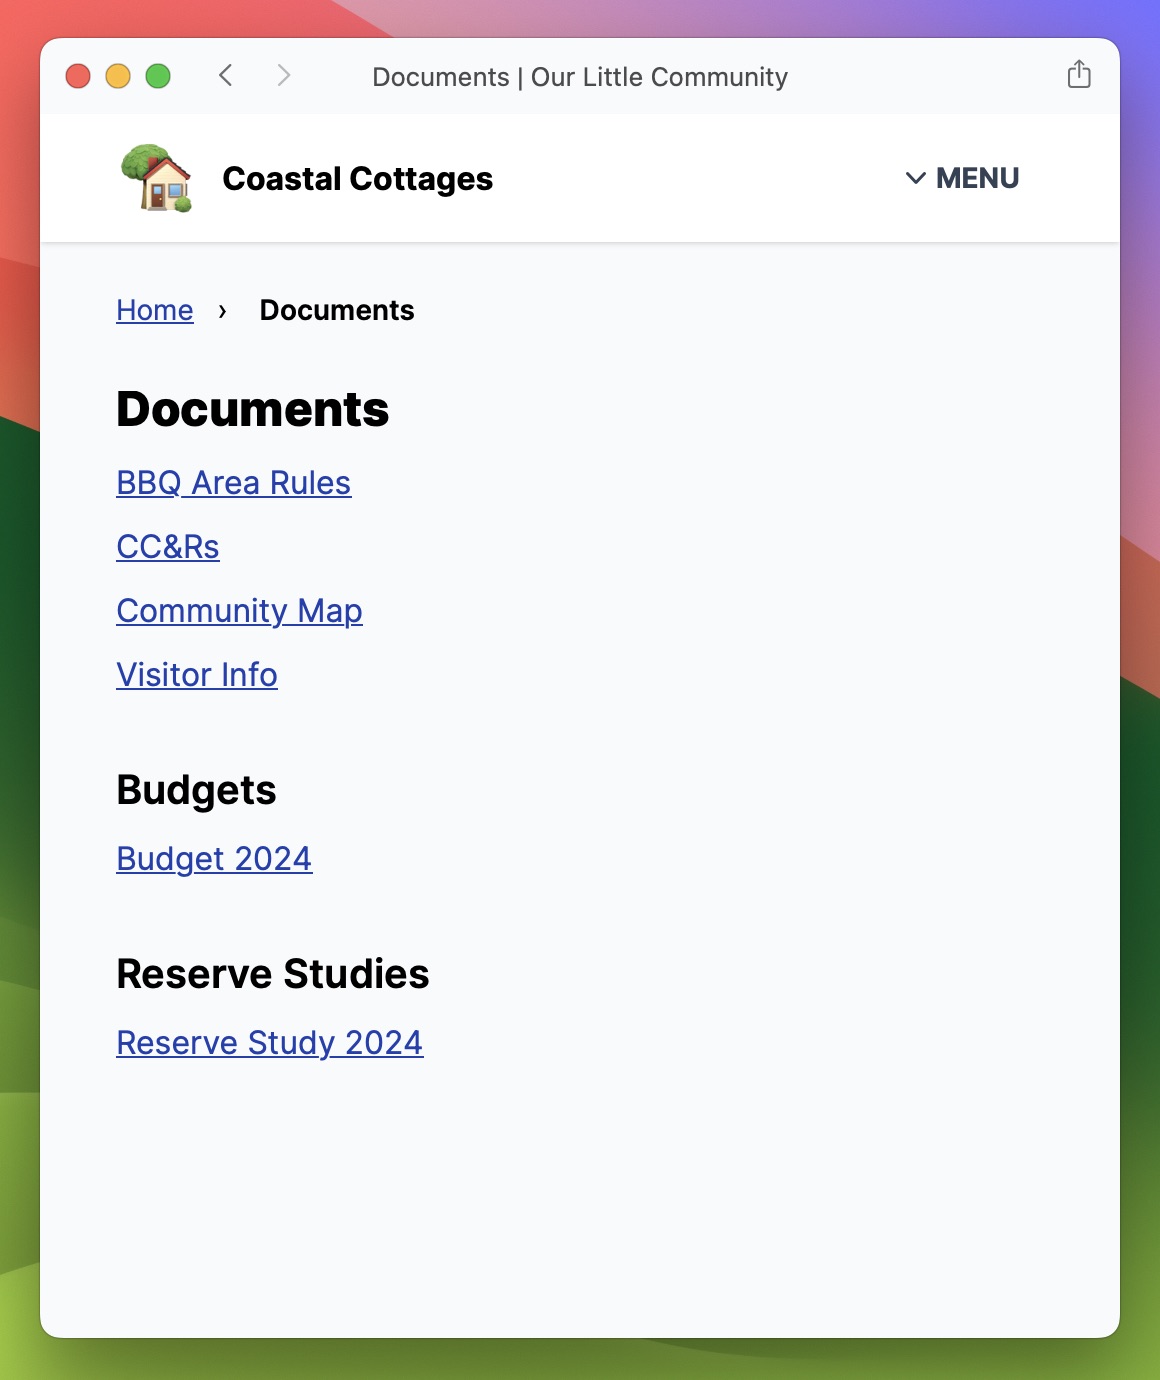 Documents | Our Little Community
Coastal Cottages
MENU
Home › Documents
Documents
BBQ Area Rules
CC&Rs
Community Map
Visitor Info
Budgets
Budget 2024
Reserve Studies
Reserve Study 2024